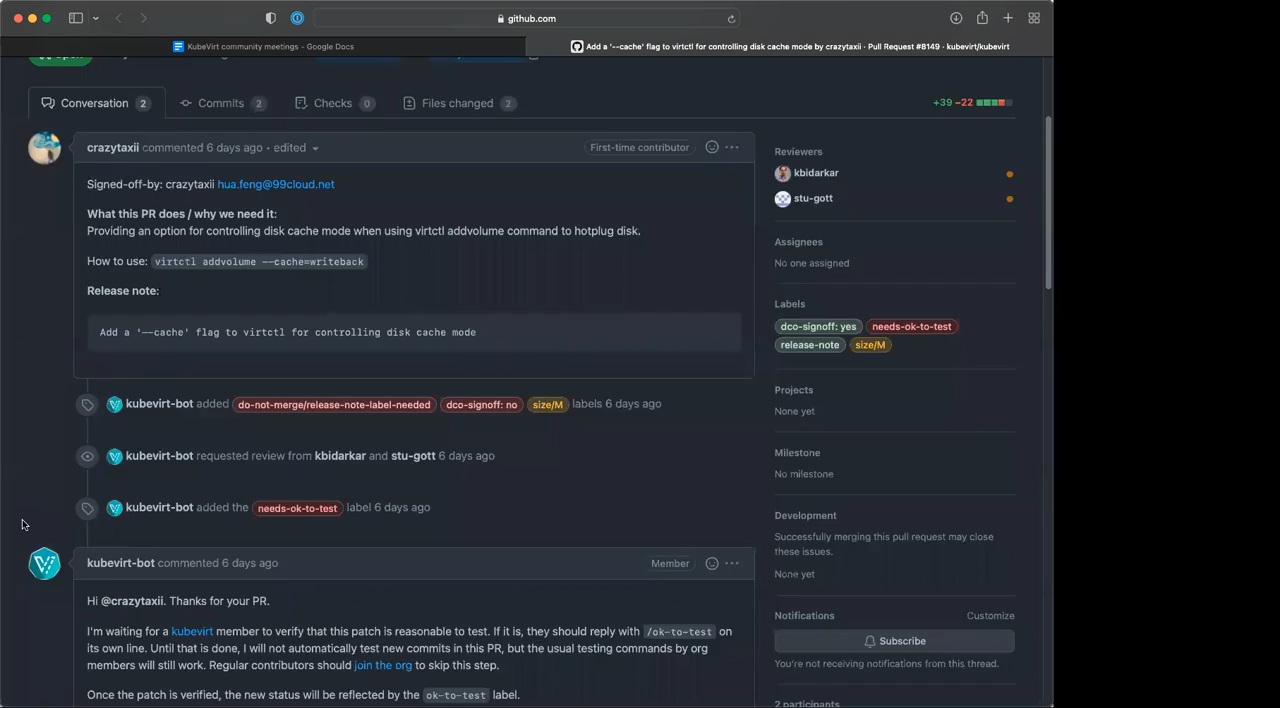 github.com
KubeVirt community meetings - Google Docs
Add a '--cache' flag to virtctl for controlling disk cache mode by crazytaxii · Pull Request #8149 · kubevirt/kubevirt
Conversation 2
Commits 2
Checks 0
Files changed 2
+39 −22
crazytaxii commented 6 days ago • edited
First-time contributor
Signed-off-by: crazytaxii hua.feng@99cloud.net
What this PR does / why we need it:
Providing an option for controlling disk cache mode when using virtctl addvolume command to hotplug disk.
How to use: virtctl addvolume --cache=writeback
Release note:
Add a '--cache' flag to virtctl for controlling disk cache mode
kubevirt-bot added do-not-merge/release-note-label-needed dco-signoff: no size/M labels 6 days ago
kubevirt-bot requested review from kbidarkar and stu-gott 6 days ago
kubevirt-bot added the needs-ok-to-test label 6 days ago
kubevirt-bot commented 6 days ago
Member
Hi @crazytaxii. Thanks for your PR.
I'm waiting for a kubevirt member to verify that this patch is reasonable to test. If it is, they should reply with /ok-to-test on
its own line. Until that is done, I will not automatically test new commits in this PR, but the usual testing commands by org
members will still work. Regular contributors should join the org to skip this step.
Once the patch is verified, the new status will be reflected by the ok-to-test label.
Reviewers
kbidarkar
stu-gott
Assignees
No one assigned
Labels
dco-signoff: yes needs-ok-to-test
release-note size/M
Projects
None yet
Milestone
No milestone
Development
Successfully merging this pull request may close
these issues.
None yet
Notifications
Customize
Subscribe
You're not receiving notifications from this thread.
2 participants